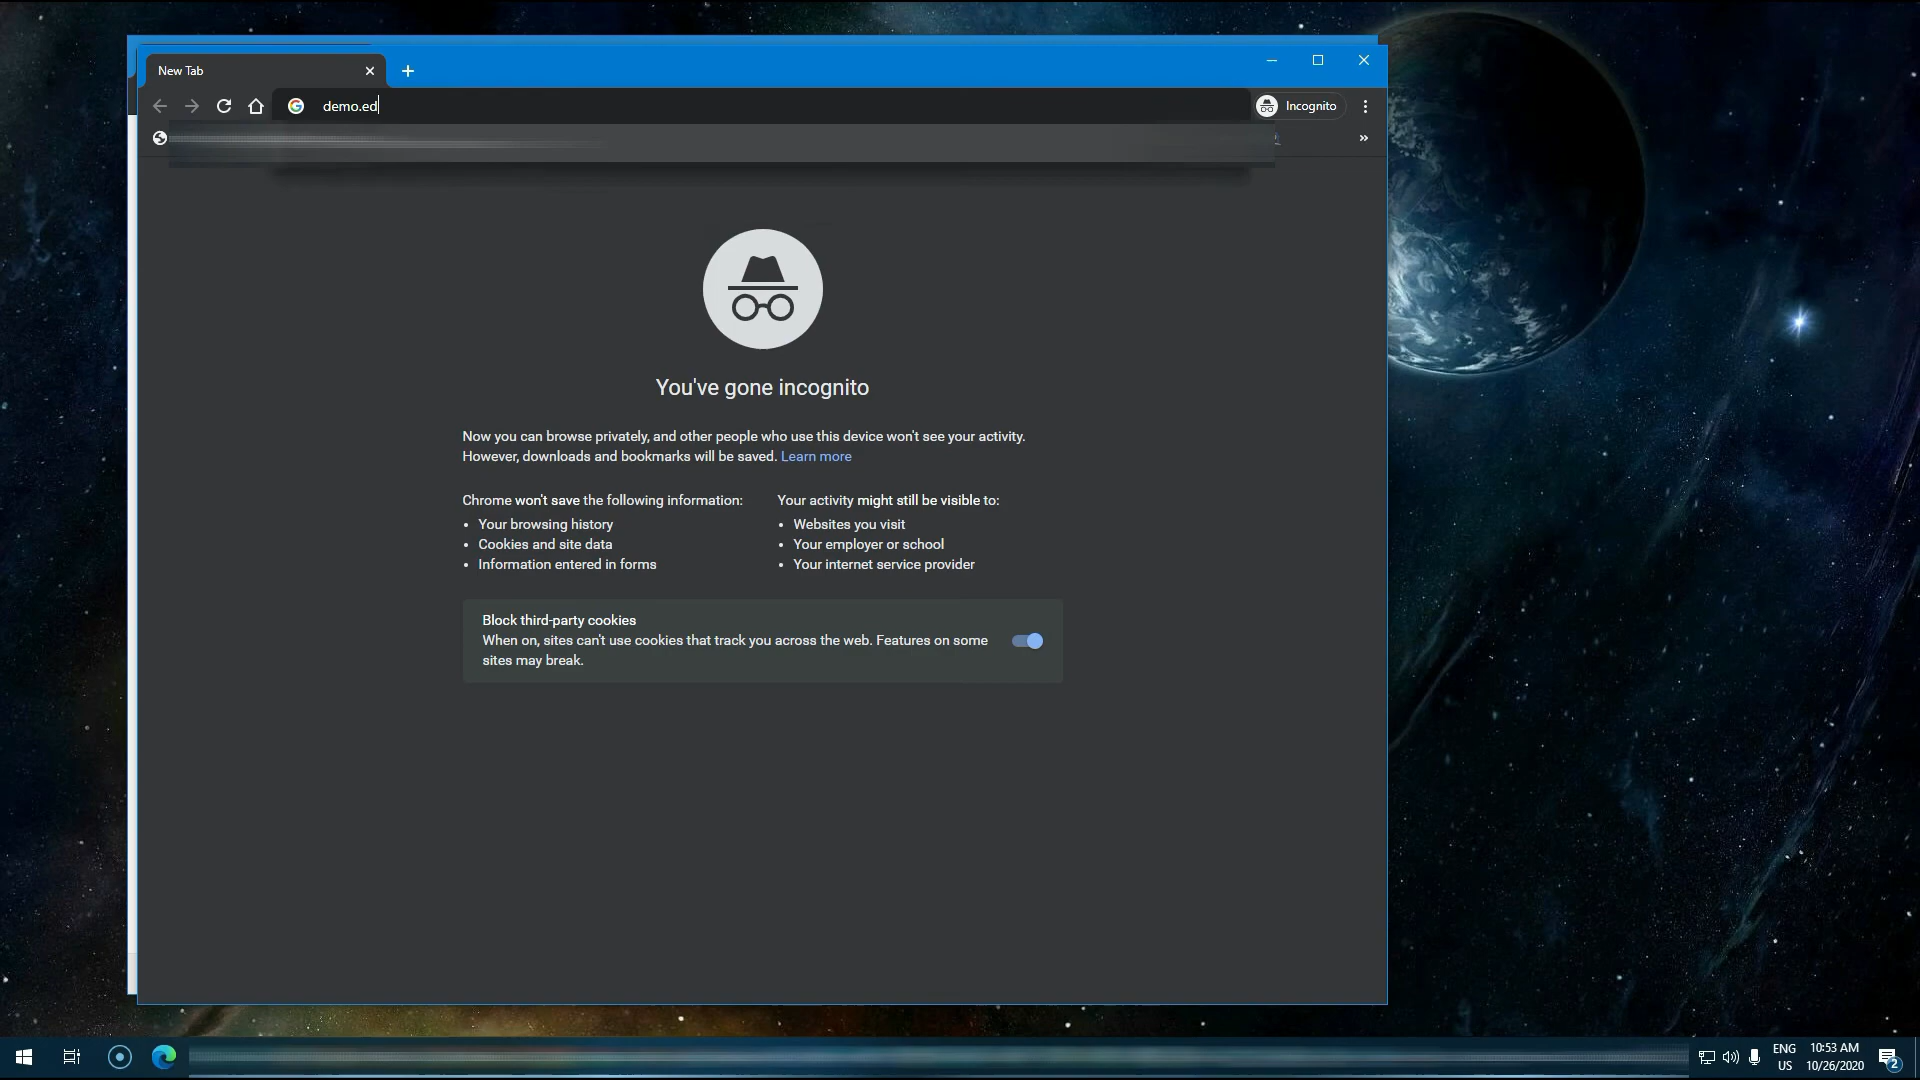 New Tab
demo.ed
Incognito
You've gone incognito
Now you can browse privately, and other people who use this device won't see your activity.
However, downloads and bookmarks will be saved. Learn more
Chrome won't save the following information:
Your browsing history
Cookies and site data
Information entered in forms
Your activity might still be visible to:
Websites you visit
Your employer or school
Your internet service provider
Block third-party cookies
When on, sites can't use cookies that track you across the web. Features on some
sites may break.
ENG
US
10:53 AM
10/26/2020
2